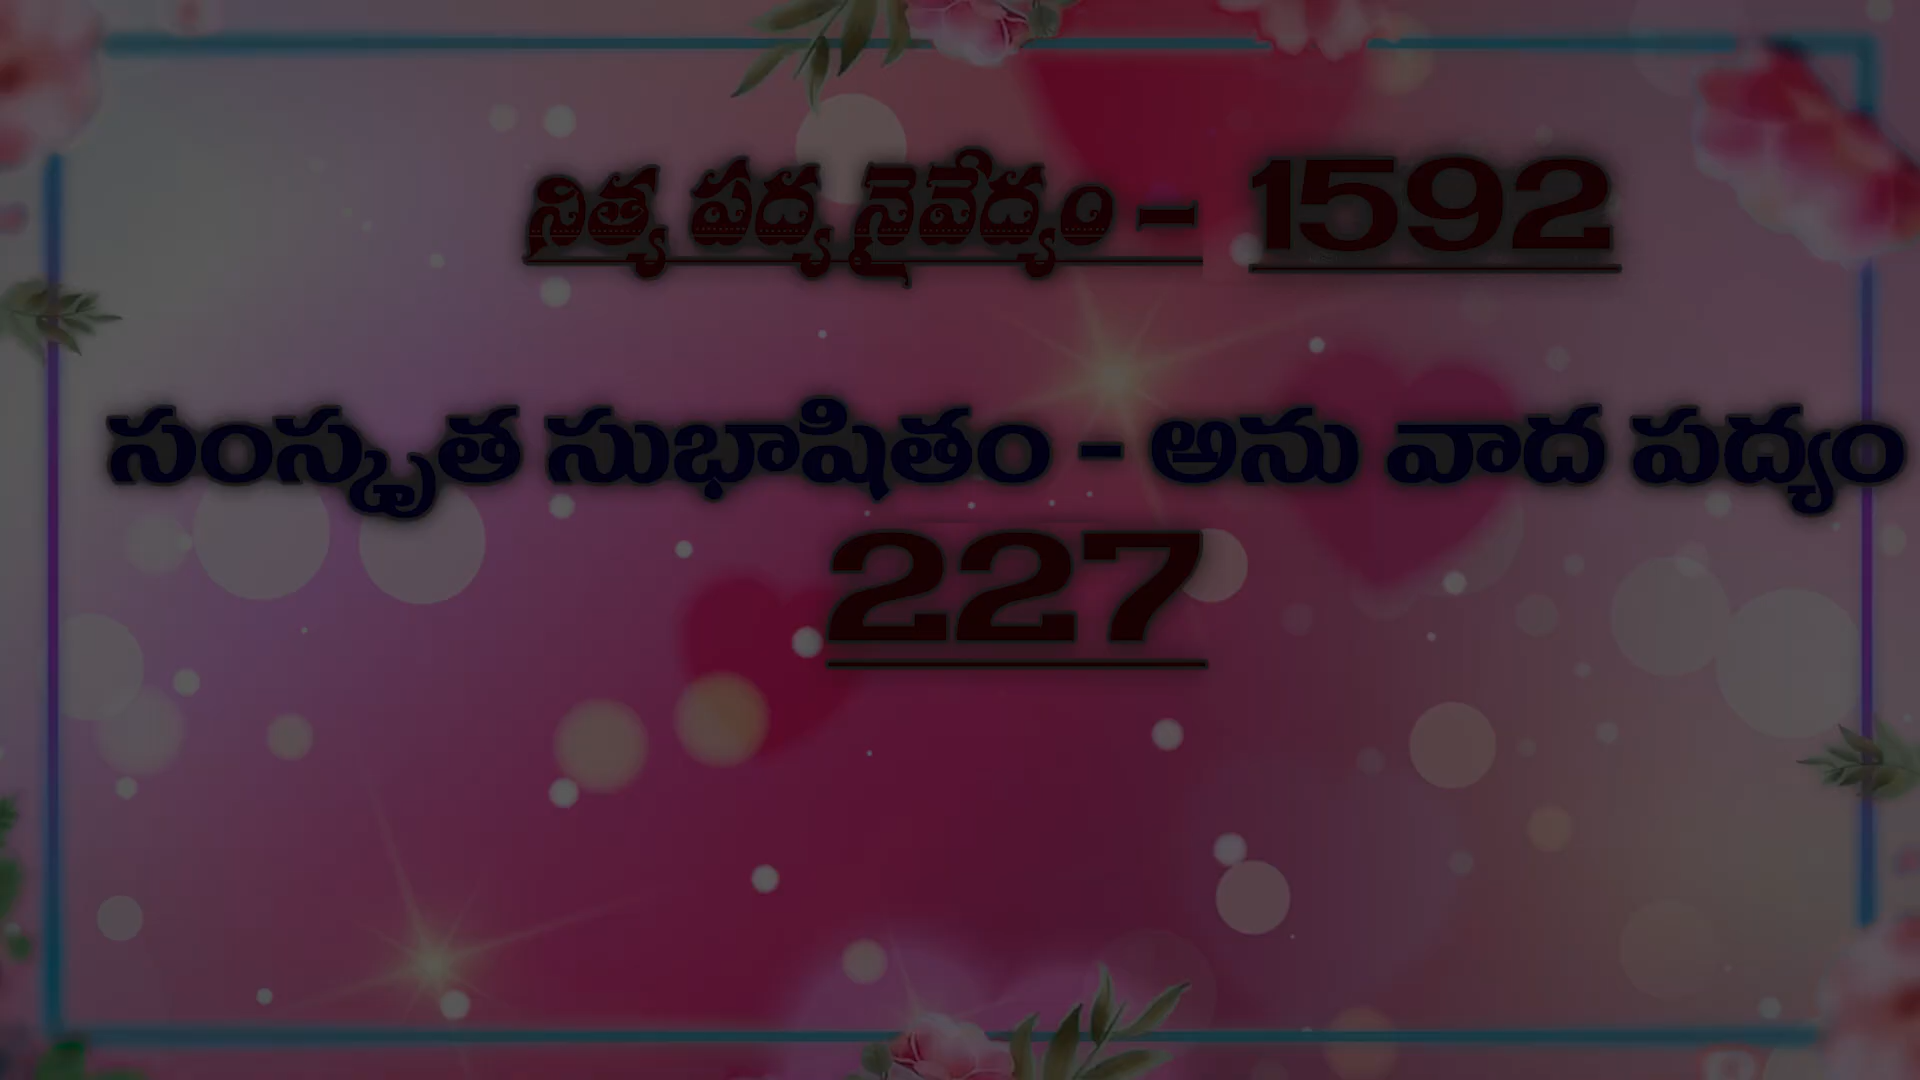 నిత్య పద్య నైవేద్యం - 1592
సంస్కృత సుభాషితం - అను వాద పద్యం
227